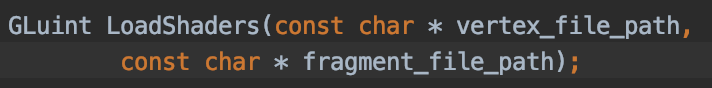 GLuint LoadShaders(const char * vertex_file_path,
const char * fragment_file_path);